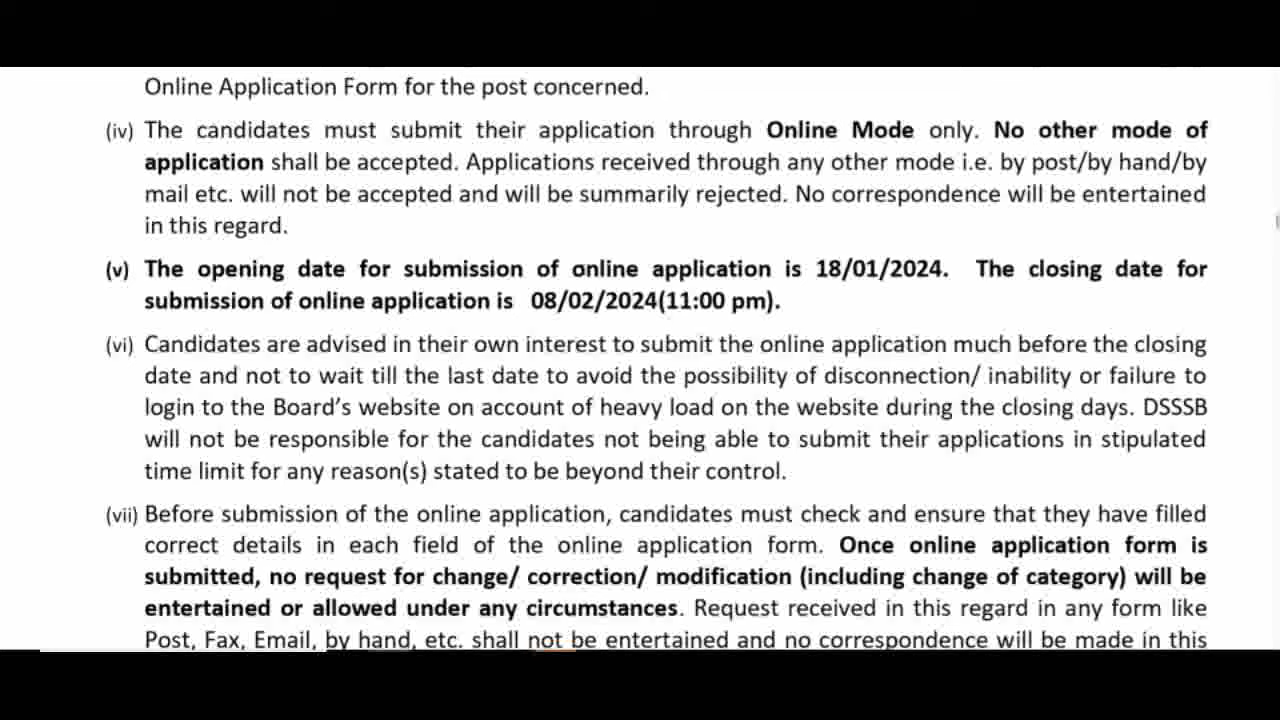 Online Application Form for the post concerned.
(iv) The candidates must submit their application through Online Mode only. No other mode of
application shall be accepted. Applications received through any other mode i.e. by post/by hand/by
mail etc. will not be accepted and will be summarily rejected. No correspondence will be entertained
in this regard.
(v) The opening date for submission of online application is 18/01/2024. The closing date for
submission of online application is 08/02/2024(11:00 pm).
(vi) Candidates are advised in their own interest to submit the online application much before the closing
date and not to wait till the last date to avoid the possibility of disconnection/ inability or failure to
login to the Board’s website on account of heavy load on the website during the closing days. DSSSB
will not be responsible for the candidates not being able to submit their applications in stipulated
time limit for any reason(s) stated to be beyond their control.
(vii) Before submission of the online application, candidates must check and ensure that they have filled
correct details in each field of the online application form. Once online application form is
submitted, no request for change/ correction/ modification (including change of category) will be
entertained or allowed under any circumstances. Request received in this regard in any form like
Post, Fax, Email, by hand, etc. shall not be entertained and no correspondence will be made in this